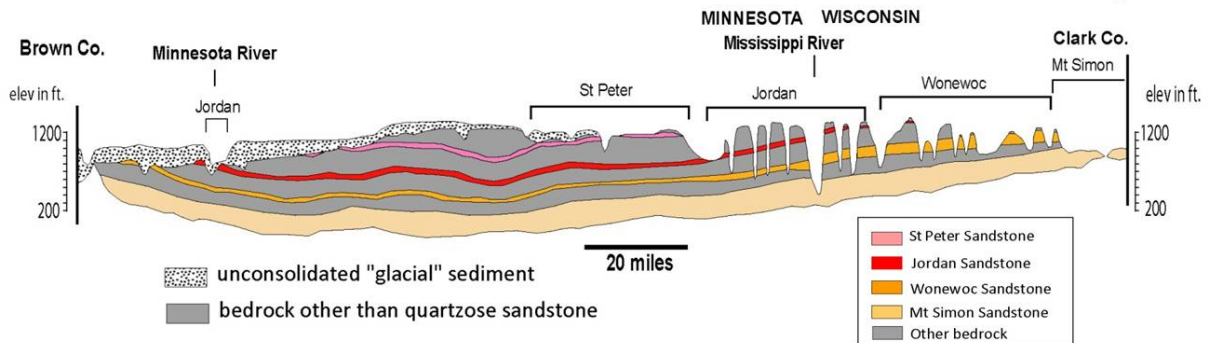 MINNESOTA WISCONSIN
Brown Co.
Minnesota River
Mississippi River
Clark Co.
Mt Simon
elev in ft.
Jordan
St Peter
Jordan
Wonewoc
elev in ft.
1200
200
1200
200
20 miles
unconsolidated "glacial" sediment
bedrock other than quartzose sandstone
St Peter Sandstone
Jordan Sandstone
Wonewoc Sandstone
Mt Simon Sandstone
Other bedrock